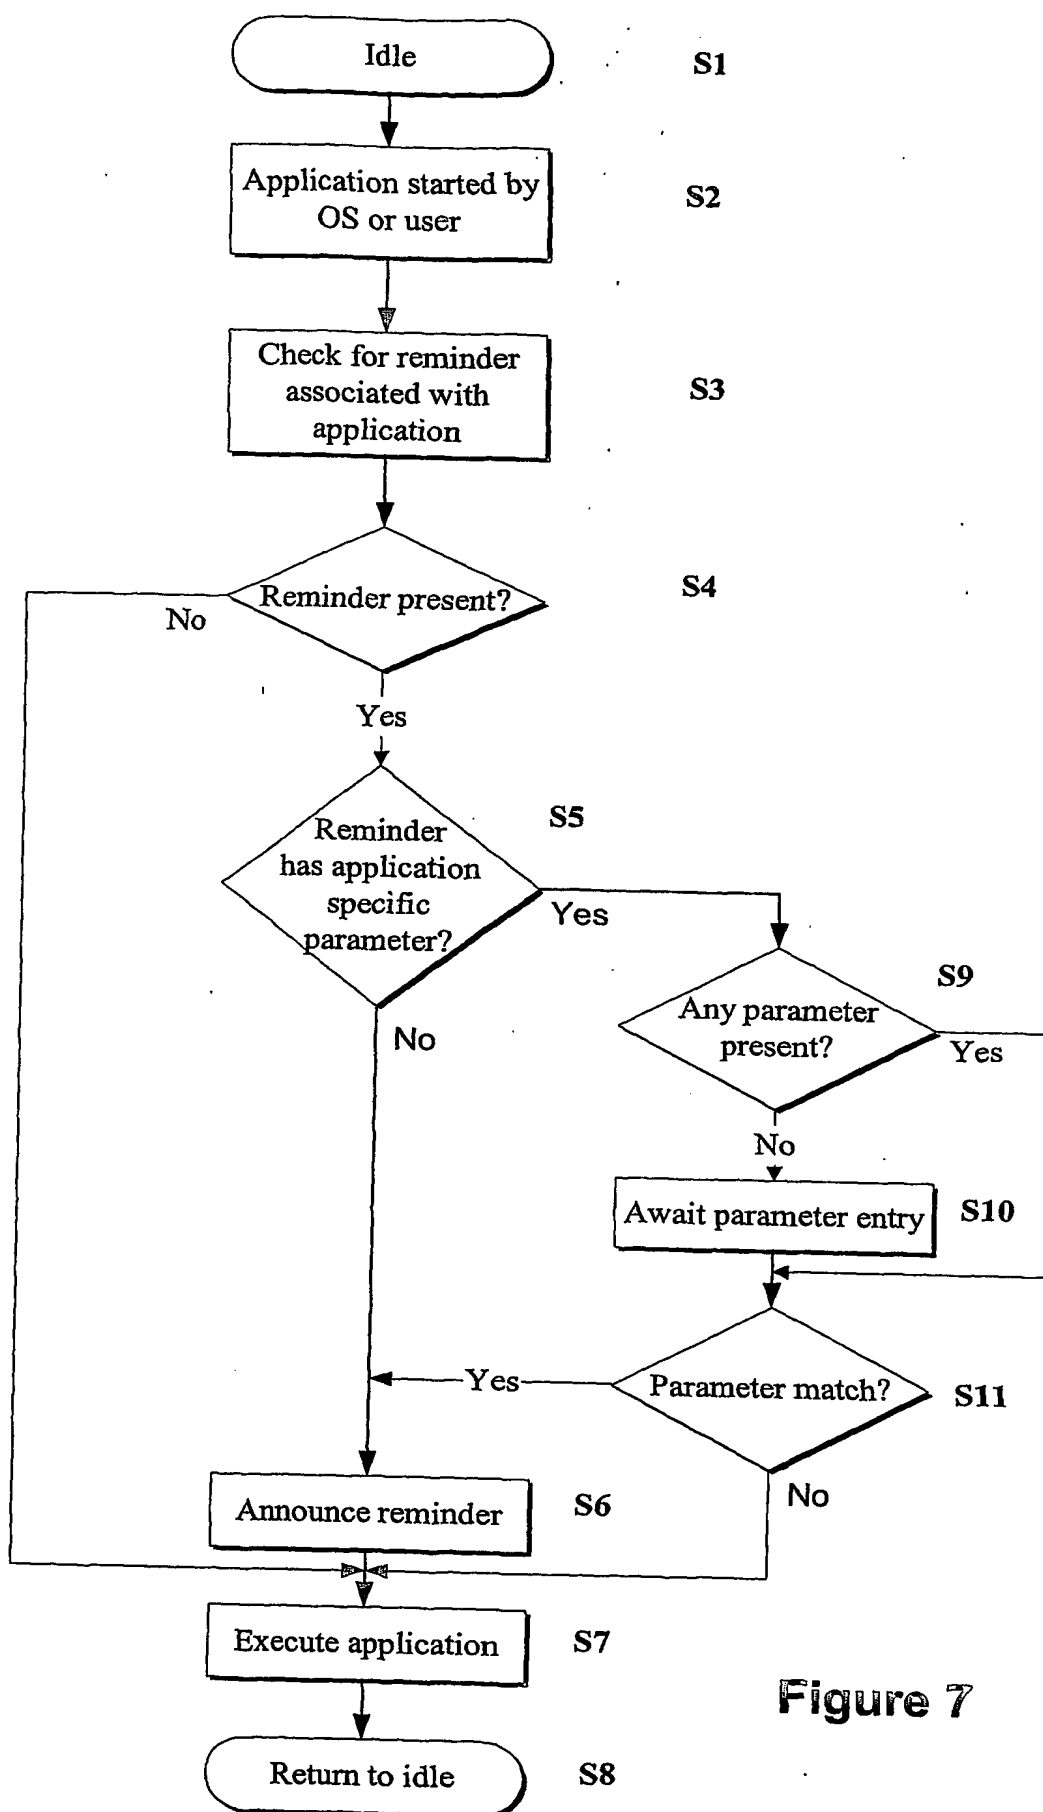 Idle
S1
Application started by
OS or user
S2
Check for reminder
associated with
application
S3
Reminder present?
S4
No
Yes
Reminder
has application
specific
parameter?
S5
Yes
No
Any parameter
present?
S9
Yes
No
Await parameter entry
S10
Parameter match?
S11
Yes
No
Announce reminder
S6
Execute application
S7
Return to idle
S8
Figure 7